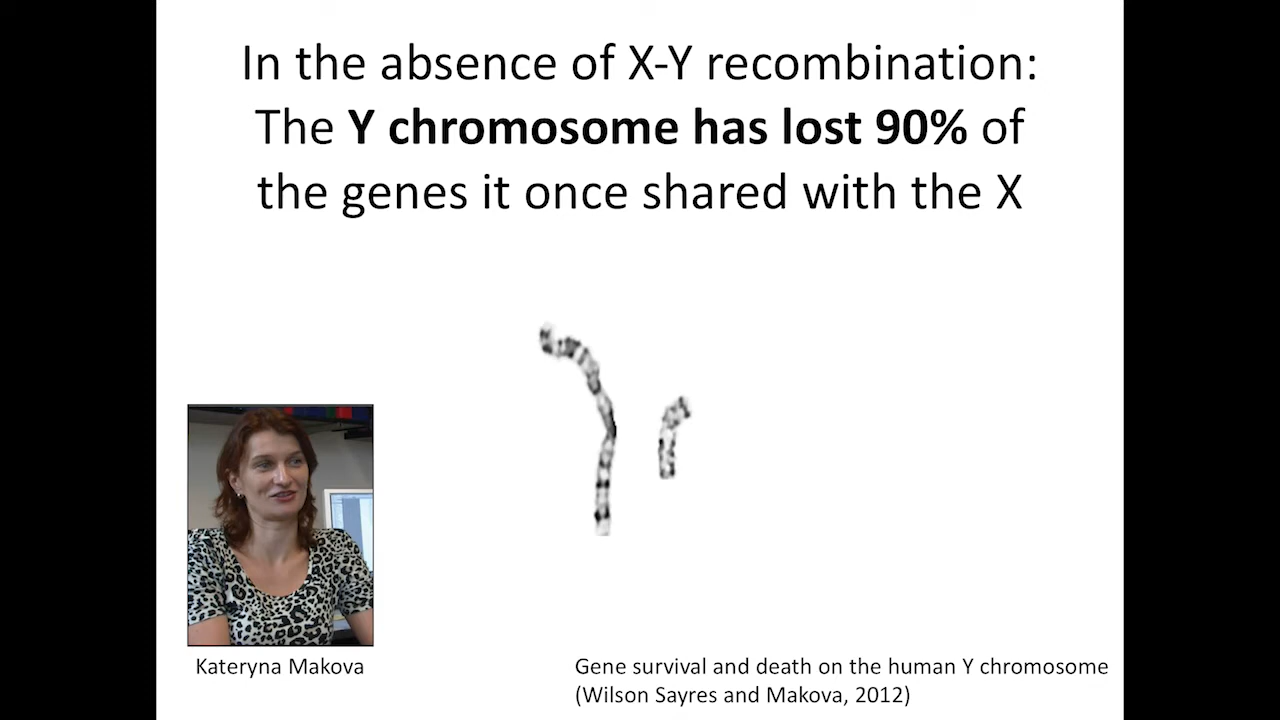 In the absence of X-Y recombination:
The Y chromosome has lost 90% of
the genes it once shared with the X
Kateryna Makova
Gene survival and death on the human Y chromosome
(Wilson Sayres and Makova, 2012)